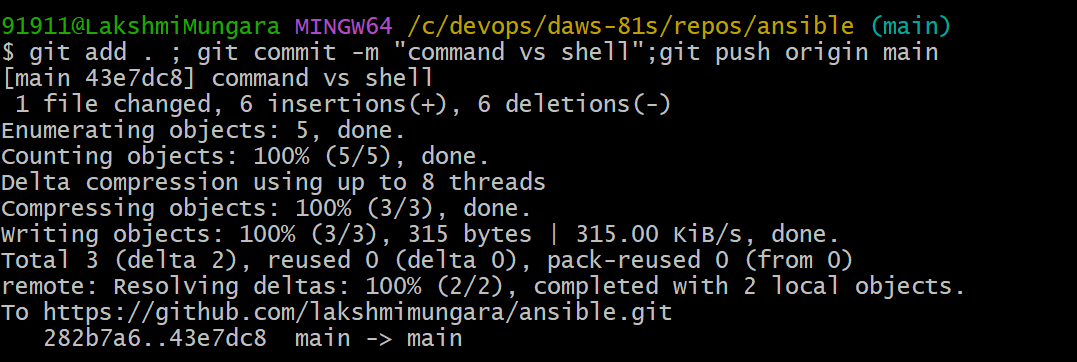 91911@LakshmiMungara MINGW64 /c/devops/daws-81s/repos/ansible (main)
$ git add . ; git commit -m "command vs shell";git push origin main
[main 43e7dc8] command vs shell
 1 file changed, 6 insertions(+), 6 deletions(-)
Enumerating objects: 5, done.
Counting objects: 100% (5/5), done.
Delta compression using up to 8 threads
Compressing objects: 100% (3/3), done.
Writing objects: 100% (3/3), 315 bytes | 315.00 KiB/s, done.
Total 3 (delta 2), reused 0 (delta 0), pack-reused 0 (from 0)
remote: Resolving deltas: 100% (2/2), completed with 2 local objects.
To https://github.com/lakshmimungara/ansible.git
   282b7a6..43e7dc8  main -> main